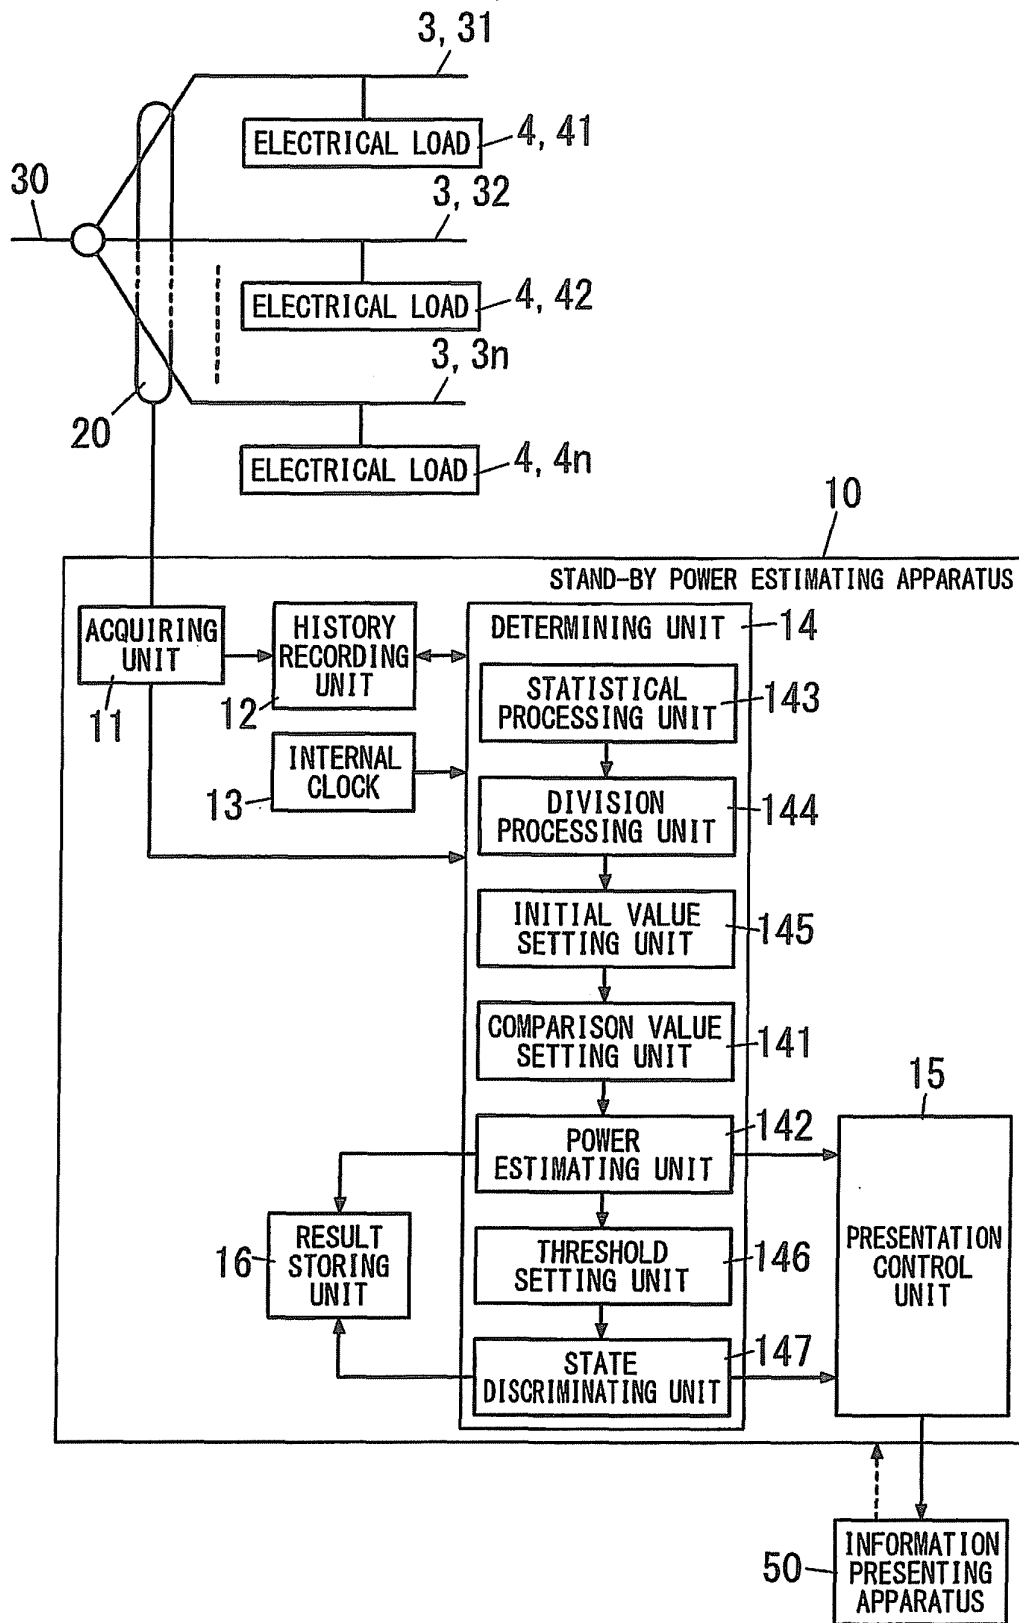 3, 31
ELECTRICAL LOAD
4, 41
30
3, 32
ELECTRICAL LOAD
4, 42
3, 3n
20
ELECTRICAL LOAD
4, 4n
10
STAND-BY POWER ESTIMATING APPARATUS
ACQUIRING
UNIT
11
HISTORY
RECORDING
UNIT
12
INTERNAL
CLOCK
13
DETERMINING UNIT
14
STATISTICAL
PROCESSING UNIT
143
DIVISION
PROCESSING UNIT
144
INITIAL VALUE
SETTING UNIT
145
COMPARISON VALUE
SETTING UNIT
141
POWER
ESTIMATING UNIT
142
15
PRESENTATION
CONTROL
UNIT
RESULT
STORING
UNIT
16
THRESHOLD
SETTING UNIT
146
STATE
DISCRIMINATING UNIT
147
INFORMATION
PRESENTING
APPARATUS
50